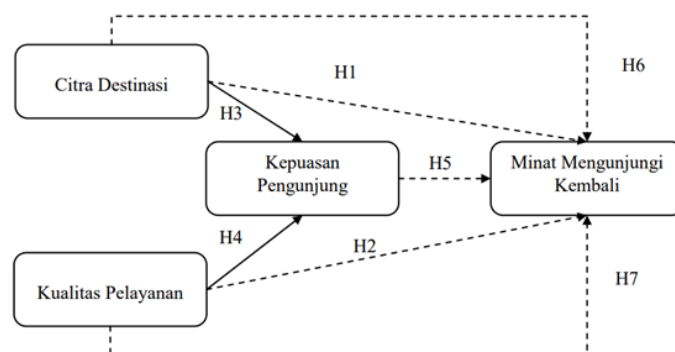 H6
H1
Citra Destinasi
H3
Kepuasan
Pengunjung
H5
Minat Mengunjungi
Kembali
H4
H2
Kualitas Pelayanan
H7